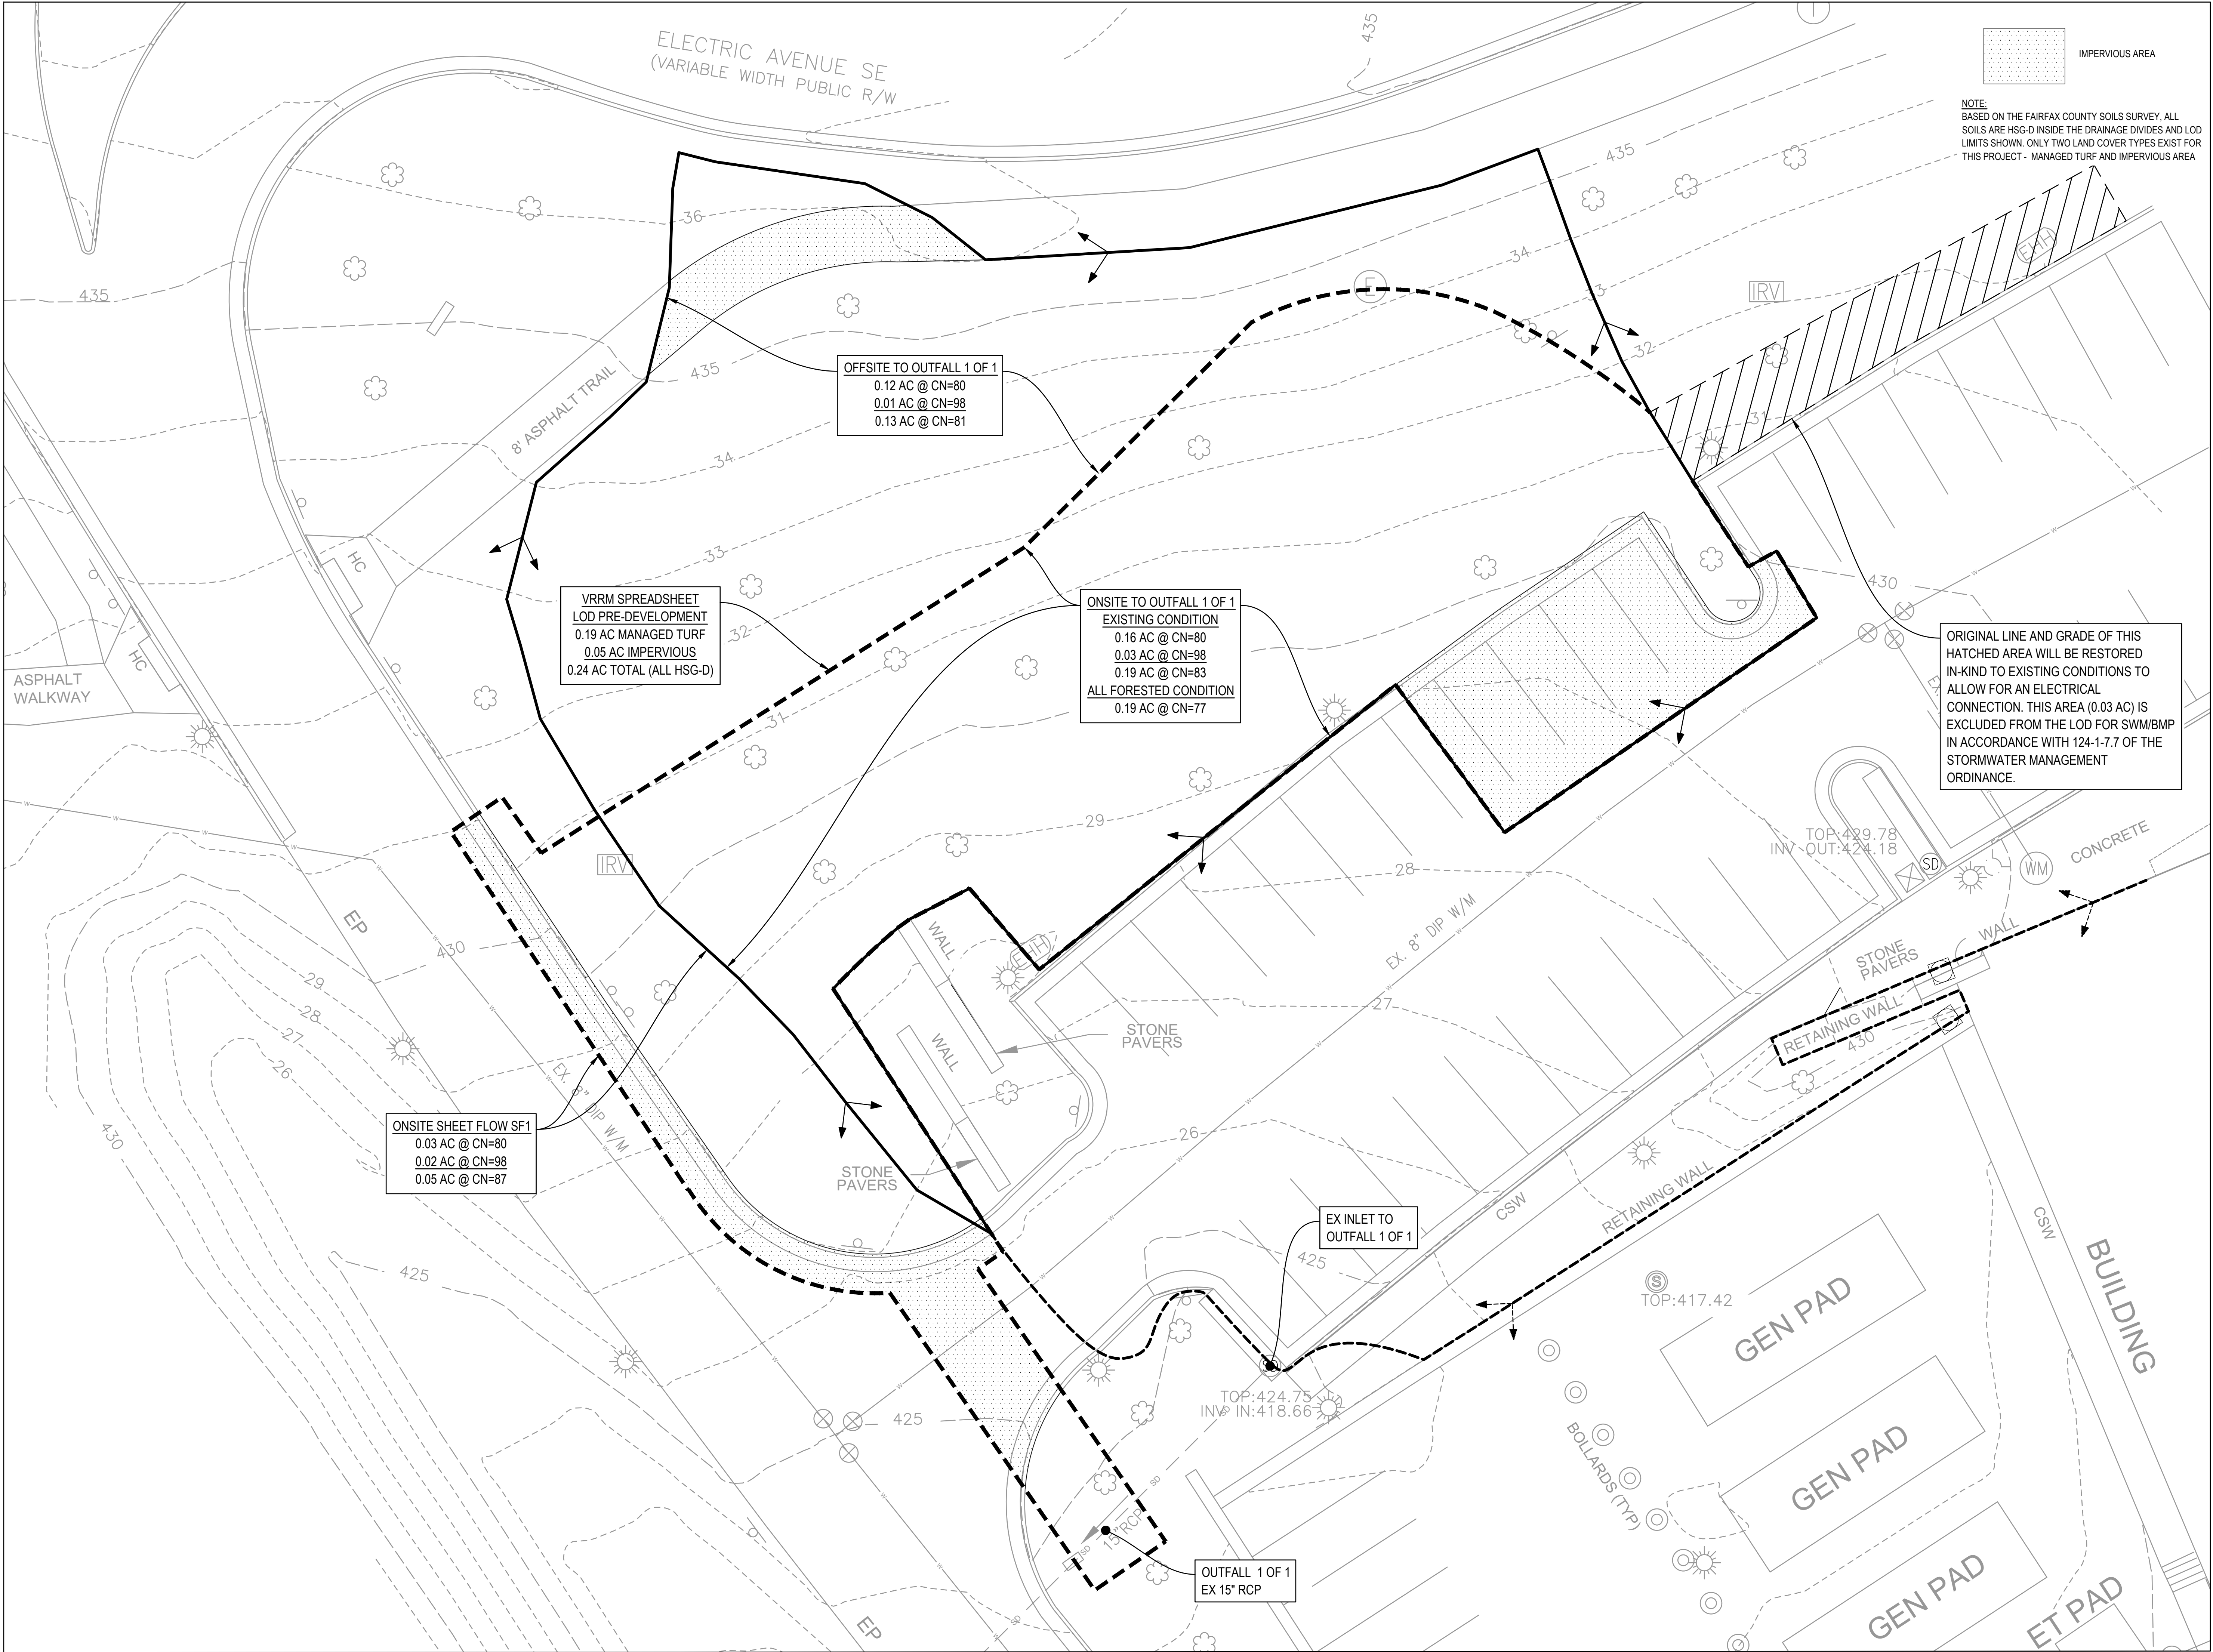 ELECTRIC AVENUE SE
(VARIABLE WIDTH PUBLIC R/W
435
IMPERVIOUS AREA
NOTE:
BASED ON THE FAIRFAX COUNTY SOILS SURVEY, ALL
SOILS ARE HSG-D INSIDE THE DRAINAGE DIVIDES AND LOD
LIMITS SHOWN. ONLY TWO LAND COVER TYPES EXIST FOR
THIS PROJECT - MANAGED TURF AND IMPERVIOUS AREA
435
36
EHH
34
435
E
IRV
33
32
OFFSITE TO OUTFALL 1 OF 1
0.12 AC @ CN=80
0.01 AC @ CN=98
0.13 AC @ CN=81
435
8' ASPHALT TRAIL
31
34
33
HC
HC
430
VRRM SPREADSHEET
LOD PRE-DEVELOPMENT
0.19 AC MANAGED TURF
0.05 AC IMPERVIOUS
0.24 AC TOTAL (ALL HSG-D)
32
ONSITE TO OUTFALL 1 OF 1
EXISTING CONDITION
0.16 AC @ CN=80
0.03 AC @ CN=98
0.19 AC @ CN=83
ALL FORESTED CONDITION
0.19 AC @ CN=77
ORIGINAL LINE AND GRADE OF THIS
HATCHED AREA WILL BE RESTORED
IN-KIND TO EXISTING CONDITIONS TO
ALLOW FOR AN ELECTRICAL
CONNECTION. THIS AREA (0.03 AC) IS
EXCLUDED FROM THE LOD FOR SWM/BMP
IN ACCORDANCE WITH 124-1-7.7 OF THE
STORMWATER MANAGEMENT
ORDINANCE.
ASPHALT
WALKWAY
31
29
28
TOP:429.78
INV OUT:424.18
SD
WM
CONCRETE
IRV
EP
430
WALL
EHH
EX. 8" DIP W/M
WALL
STONE
PAVERS
29
28
27
26
27
STONE
PAVERS
WALL
RETAINING WALL
430
EX. 8" DIP W/M
430
ONSITE SHEET FLOW SF1
0.03 AC @ CN=80
0.02 AC @ CN=98
0.05 AC @ CN=87
26
STONE
PAVERS
CSW
RETAINING WALL
CSW
BUILDING
EX INLET TO
OUTFALL 1 OF 1
425
425
S
TOP:417.42
GEN PAD
TOP:424.75
INV IN:418.66
425
BOLLARDS (TYP)
GEN PAD
15" RCP
SD
SD
SD
OUTFALL 1 OF 1
EX 15" RCP
GEN PAD
ET PAD
EP